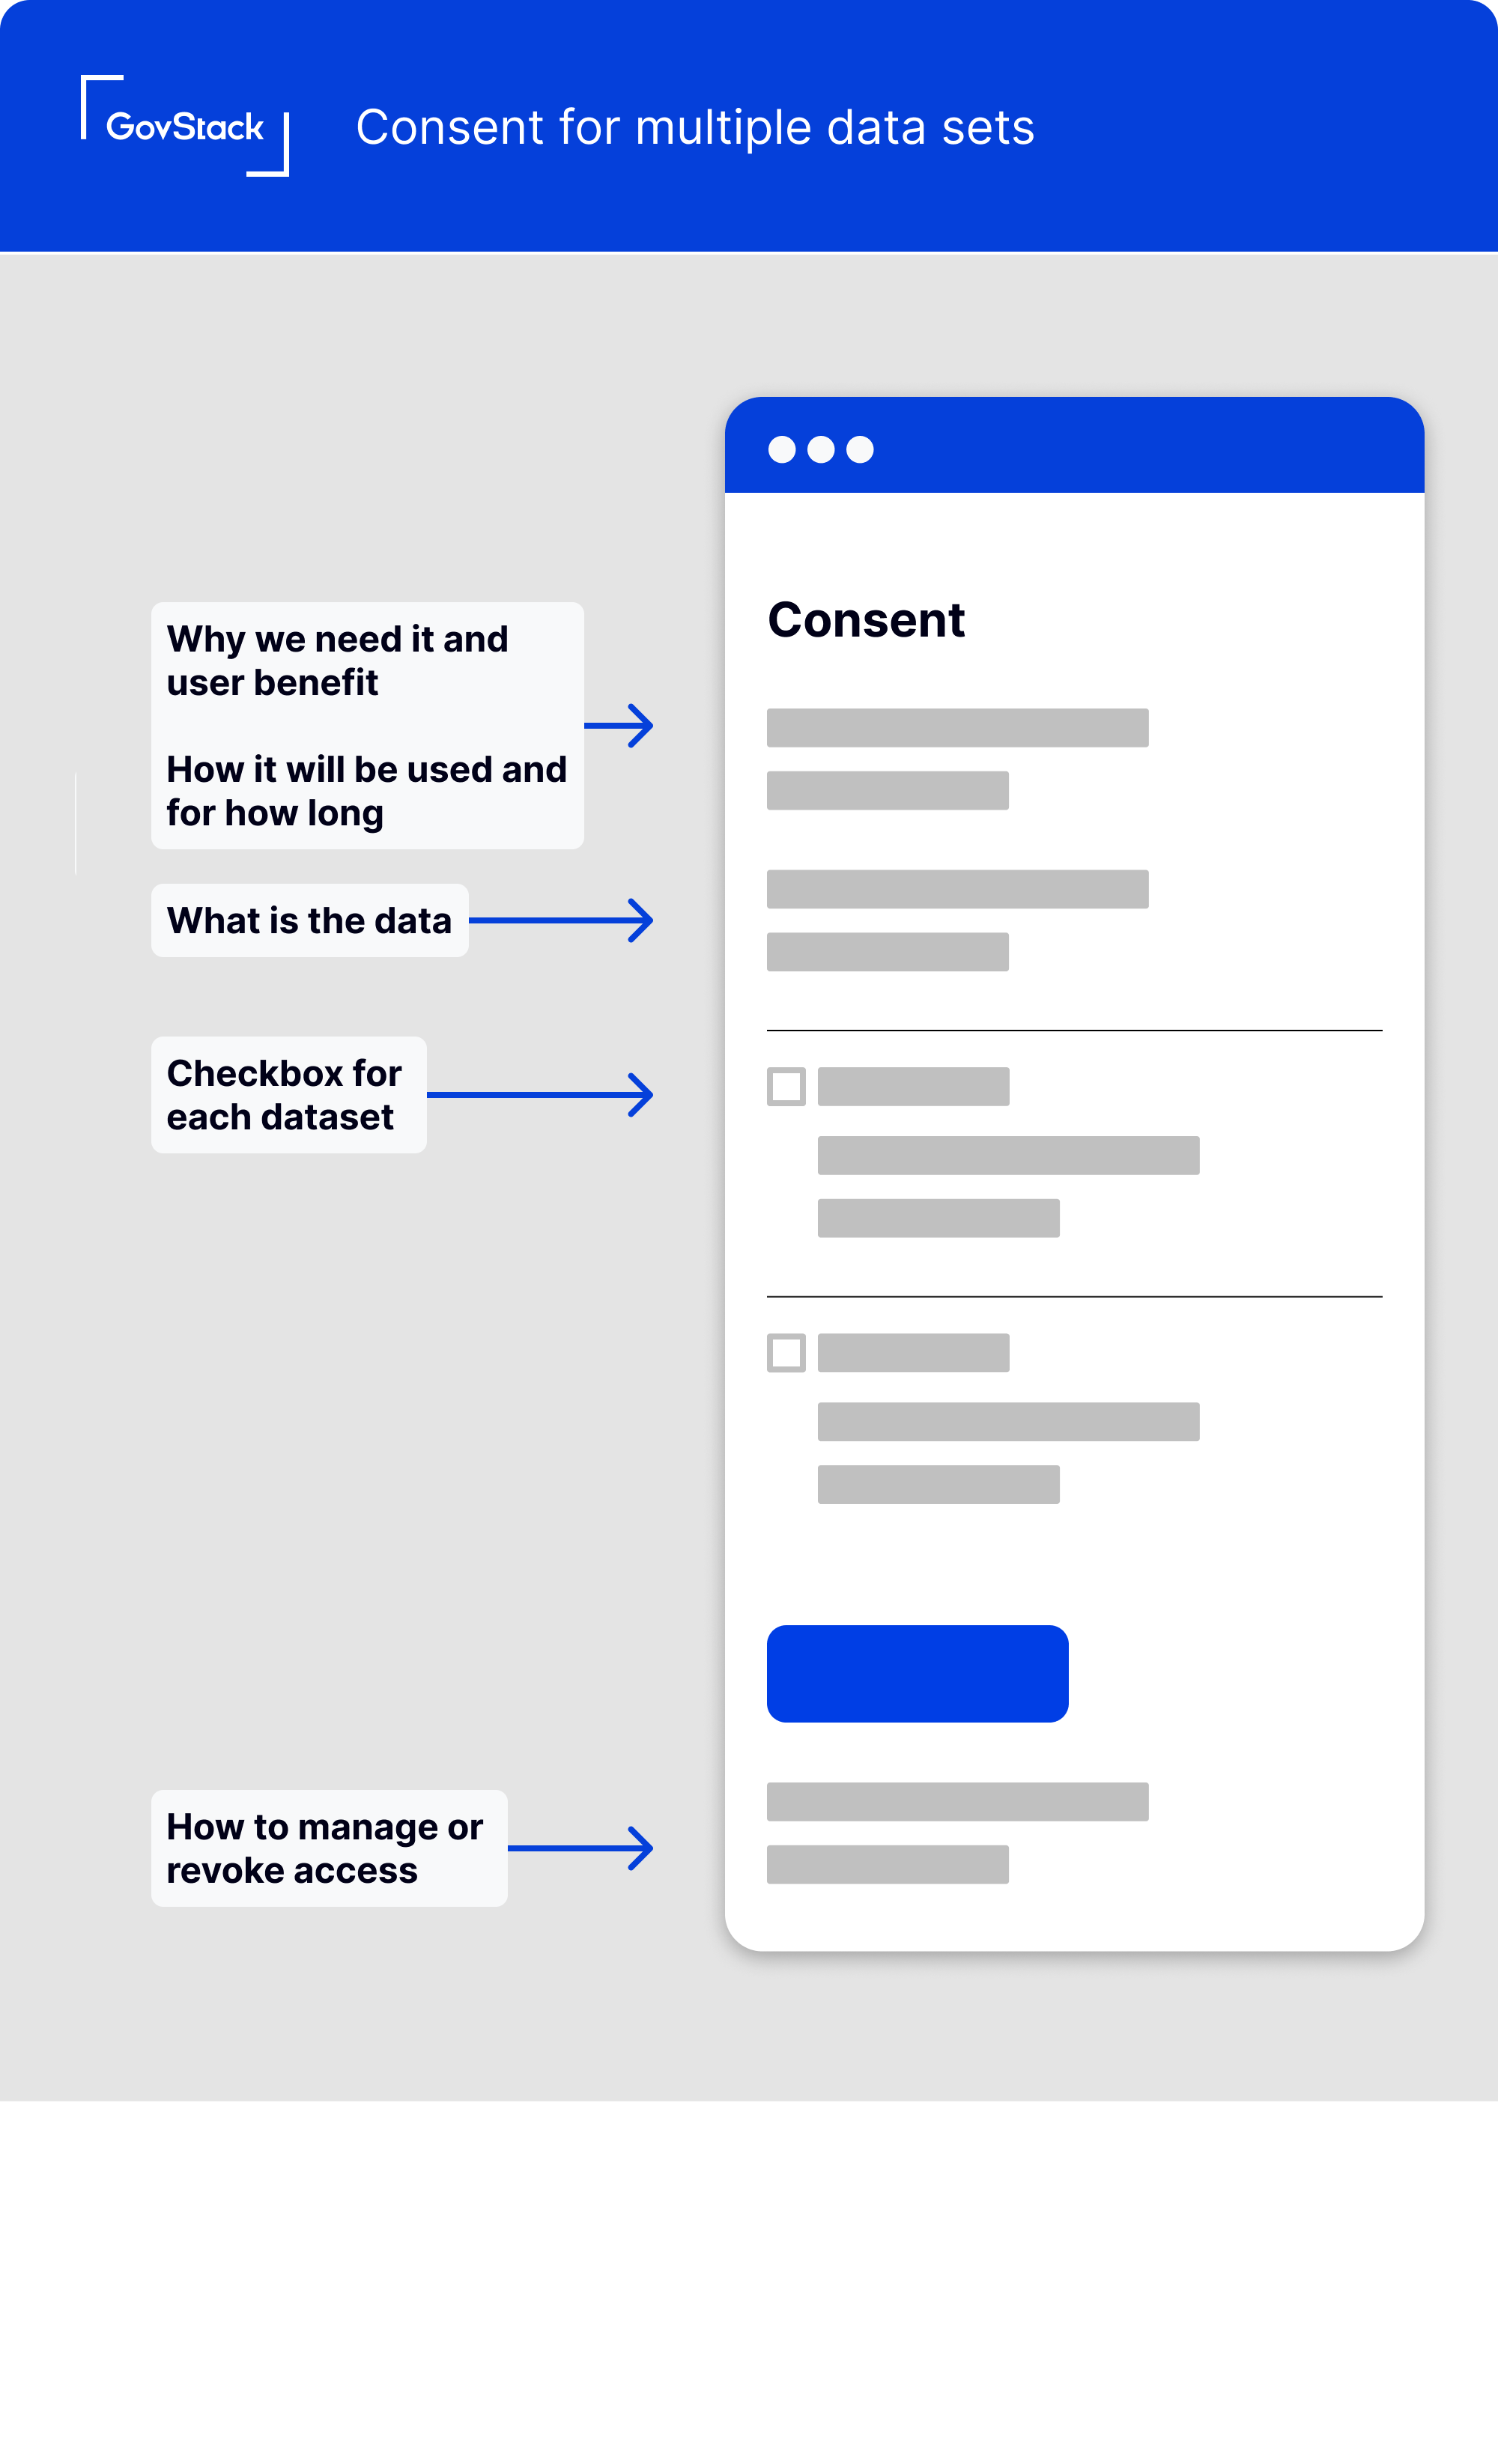 GovStack
Consent for multiple data sets
Consent
Why we need it and
user benefit
How it will be used and
for how long
What is the data
Checkbox for
each dataset
How to manage or
revoke access